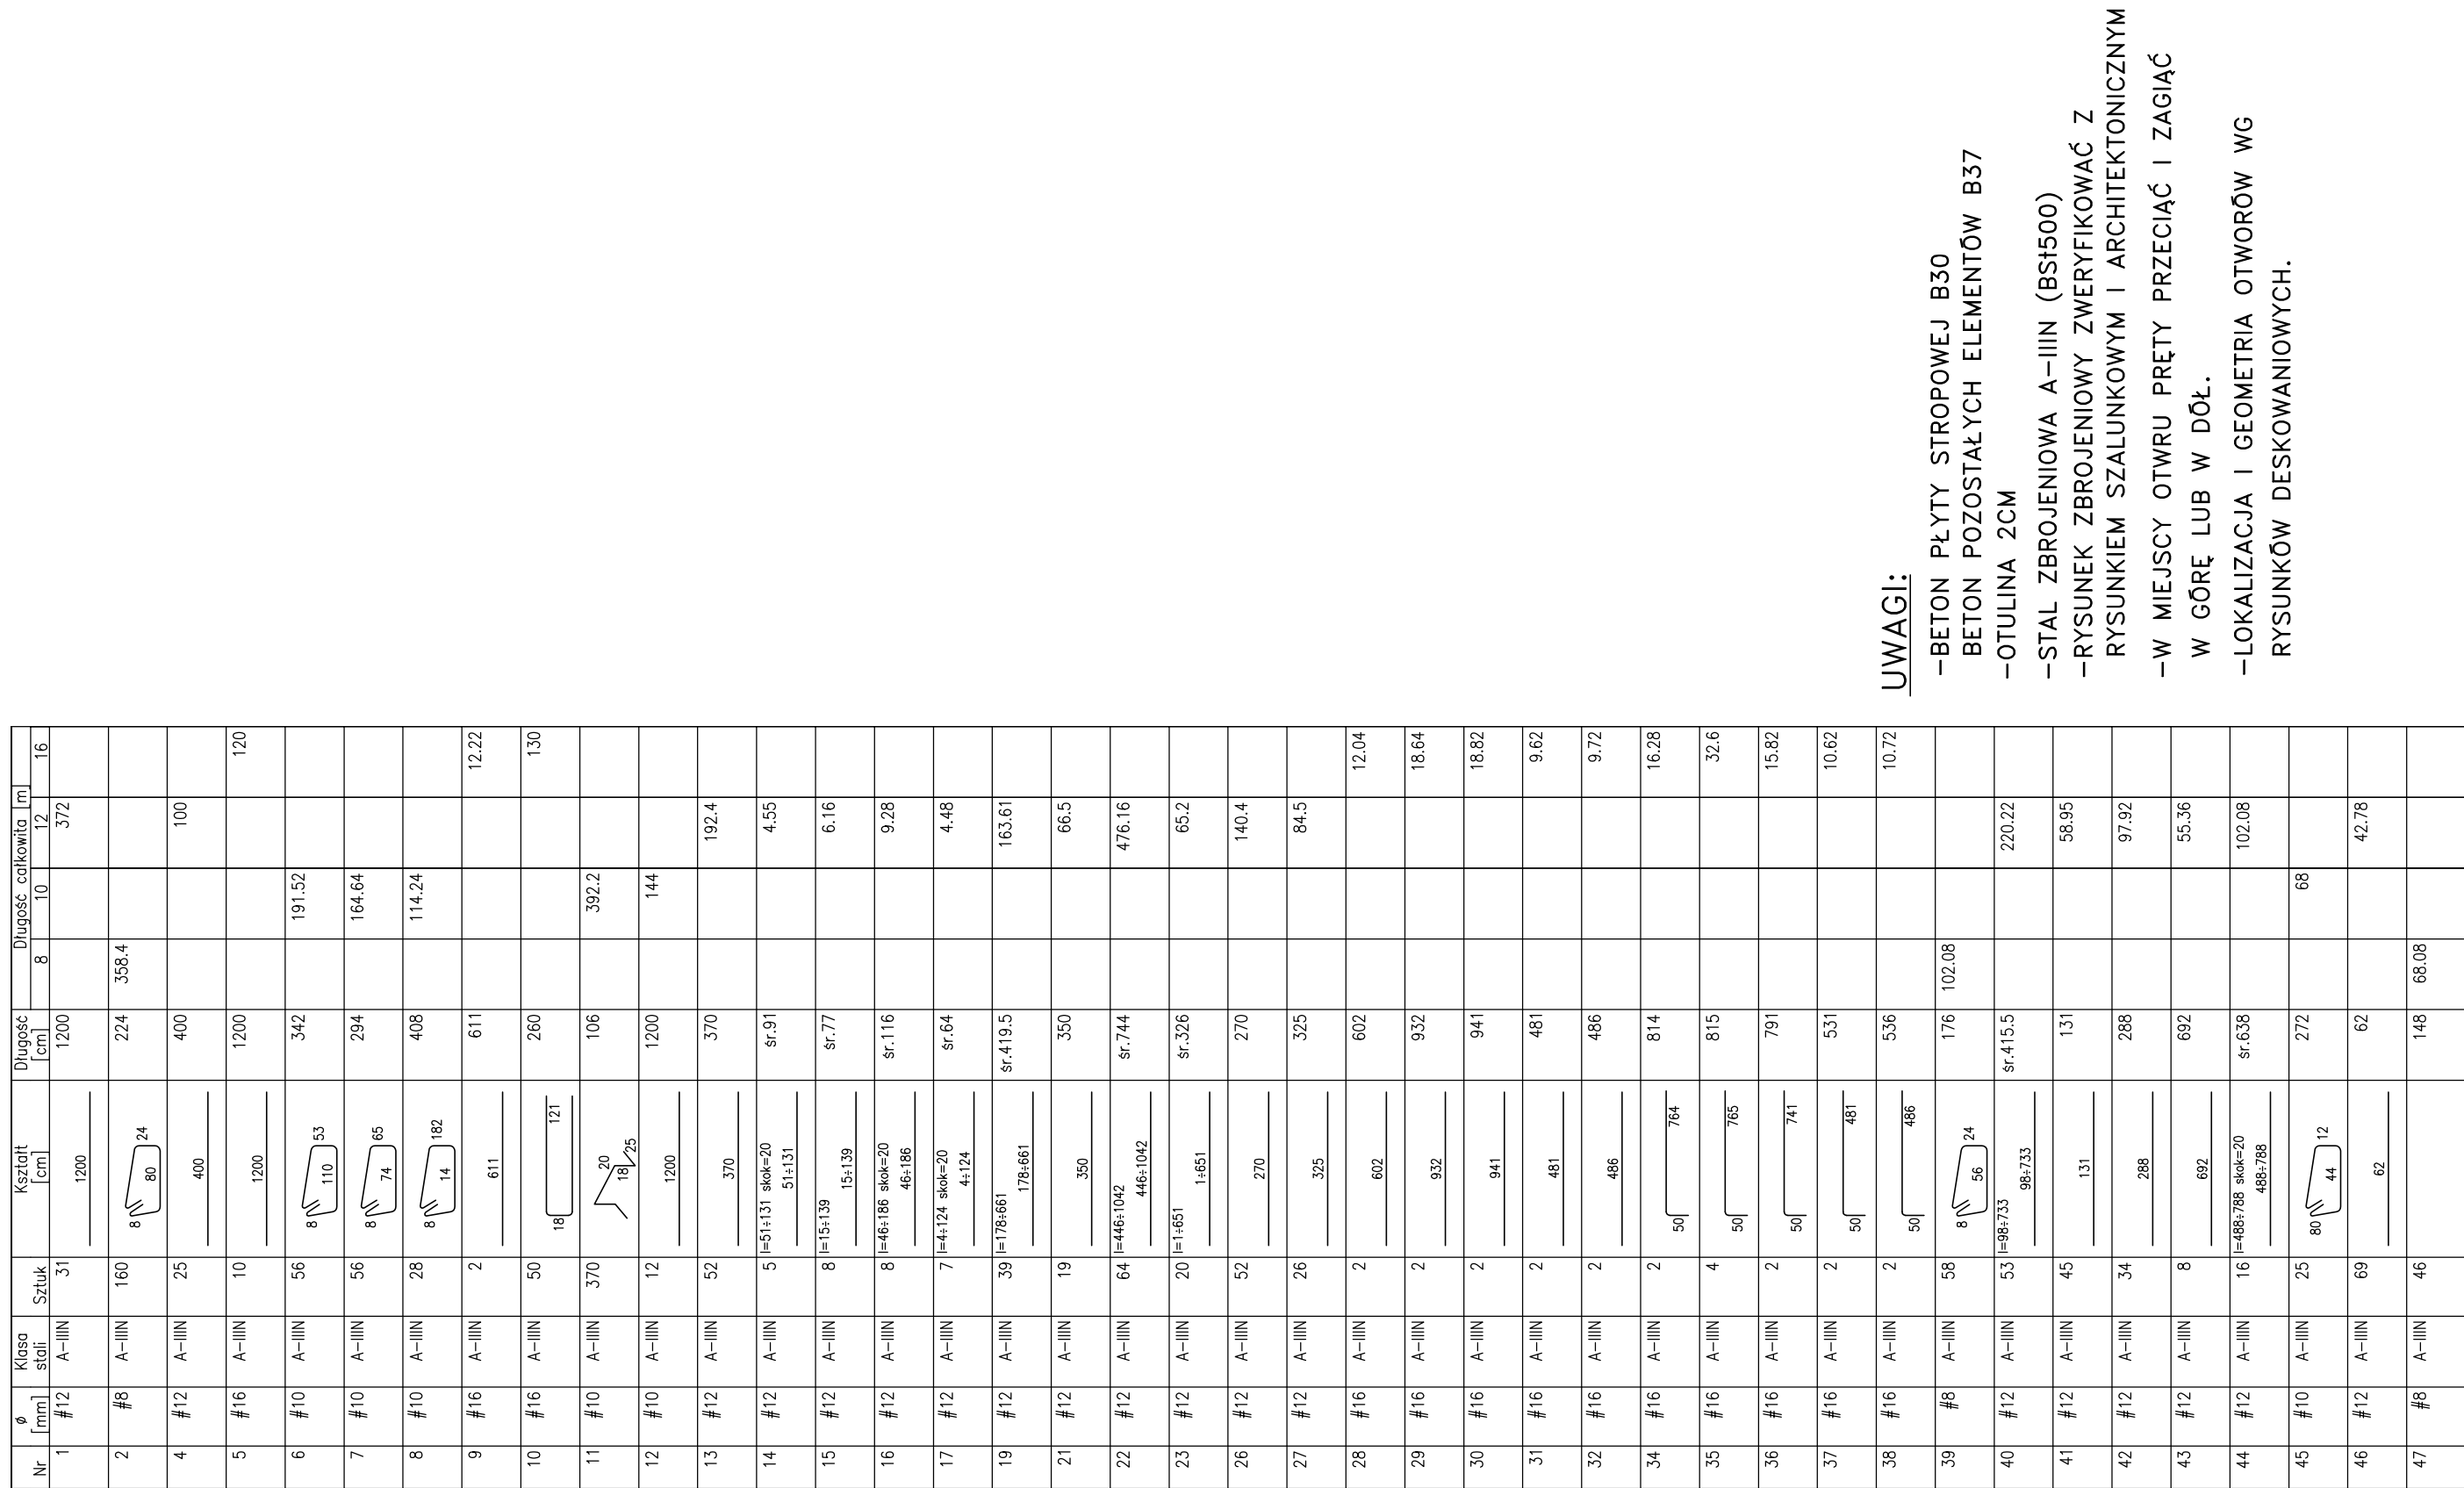 Nr ø [mm] Klasa stali Sztuk Kształt [cm] Długość [cm] Długość całkowita [m] 8 10 12 16
1 #12 A-IIIN 31 1200 1200 372
2 #8 A-IIIN 160 8 80 24 224 358.4
4 #12 A-IIIN 25 400 400 100
5 #16 A-IIIN 10 1200 1200 120
6 #10 A-IIIN 56 8 110 53 342 191.52
7 #10 A-IIIN 56 8 74 65 294 164.64
8 #10 A-IIIN 28 8 14 182 408 114.24
9 #16 A-IIIN 2 611 611 12.22
10 #16 A-IIIN 50 18 121 260 130
11 #10 A-IIIN 370 20 18 25 106 392.2
12 #10 A-IIIN 12 1200 1200 144
13 #12 A-IIIN 52 370 370 192.4
14 #12 A-IIIN 5 l=51÷131 skok=20 51÷131 śr.91 4.55
15 #12 A-IIIN 8 l=15÷139 15÷139 śr.77 6.16
16 #12 A-IIIN 8 l=46÷186 skok=20 46÷186 śr.116 9.28
17 #12 A-IIIN 7 l=4÷124 skok=20 4÷124 śr.64 4.48
19 #12 A-IIIN 39 l=178÷661 178÷661 śr.419.5 163.61
21 #12 A-IIIN 19 350 350 66.5
22 #12 A-IIIN 64 l=446÷1042 446÷1042 śr.744 476.16
23 #12 A-IIIN 20 l=1÷651 1÷651 śr.326 65.2
26 #12 A-IIIN 52 270 270 140.4
27 #12 A-IIIN 26 325 325 84.5
28 #16 A-IIIN 2 602 602 12.04
29 #16 A-IIIN 2 932 932 18.64
30 #16 A-IIIN 2 941 941 18.82
31 #16 A-IIIN 2 481 481 9.62
32 #16 A-IIIN 2 486 486 9.72
34 #16 A-IIIN 2 50 764 814 16.28
35 #16 A-IIIN 4 50 765 815 32.6
36 #16 A-IIIN 2 50 741 791 15.82
37 #16 A-IIIN 2 50 481 531 10.62
38 #16 A-IIIN 2 50 486 536 10.72
39 #8 A-IIIN 58 8 56 24 176 102.08
40 #12 A-IIIN 53 l=98÷733 98÷733 śr.415.5 220.22
41 #12 A-IIIN 45 131 131 58.95
42 #12 A-IIIN 34 288 288 97.92
43 #12 A-IIIN 8 692 692 55.36
44 #12 A-IIIN 16 l=488÷788 skok=20 488÷788 śr.638 102.08
45 #10 A-IIIN 25 80 44 12 272 68
46 #12 A-IIIN 69 62 62 42.78
47 #8 A-IIIN 46 148 68.08
UWAGI:
-BETON PŁYTY STROPOWEJ B30
BETON POZOSTAŁYCH ELEMENTÓW B37
-OTULINA 2CM
-STAL ZBROJENIOWA A-IIIN (BSt500)
-RYSUNEK ZBROJENIOWY ZWERYFIKOWAĆ Z
RYSUNKIEM SZALUNKOWYM I ARCHITEKTONICZNYM
-W MIEJSCY OTWRU PRĘTY PRZECIĄĆ I ZAGIĄĆ
W GÓRĘ LUB W DÓŁ.
-LOKALIZACJA I GEOMETRIA OTWORÓW WG
RYSUNKÓW DESKOWANIOWYCH.